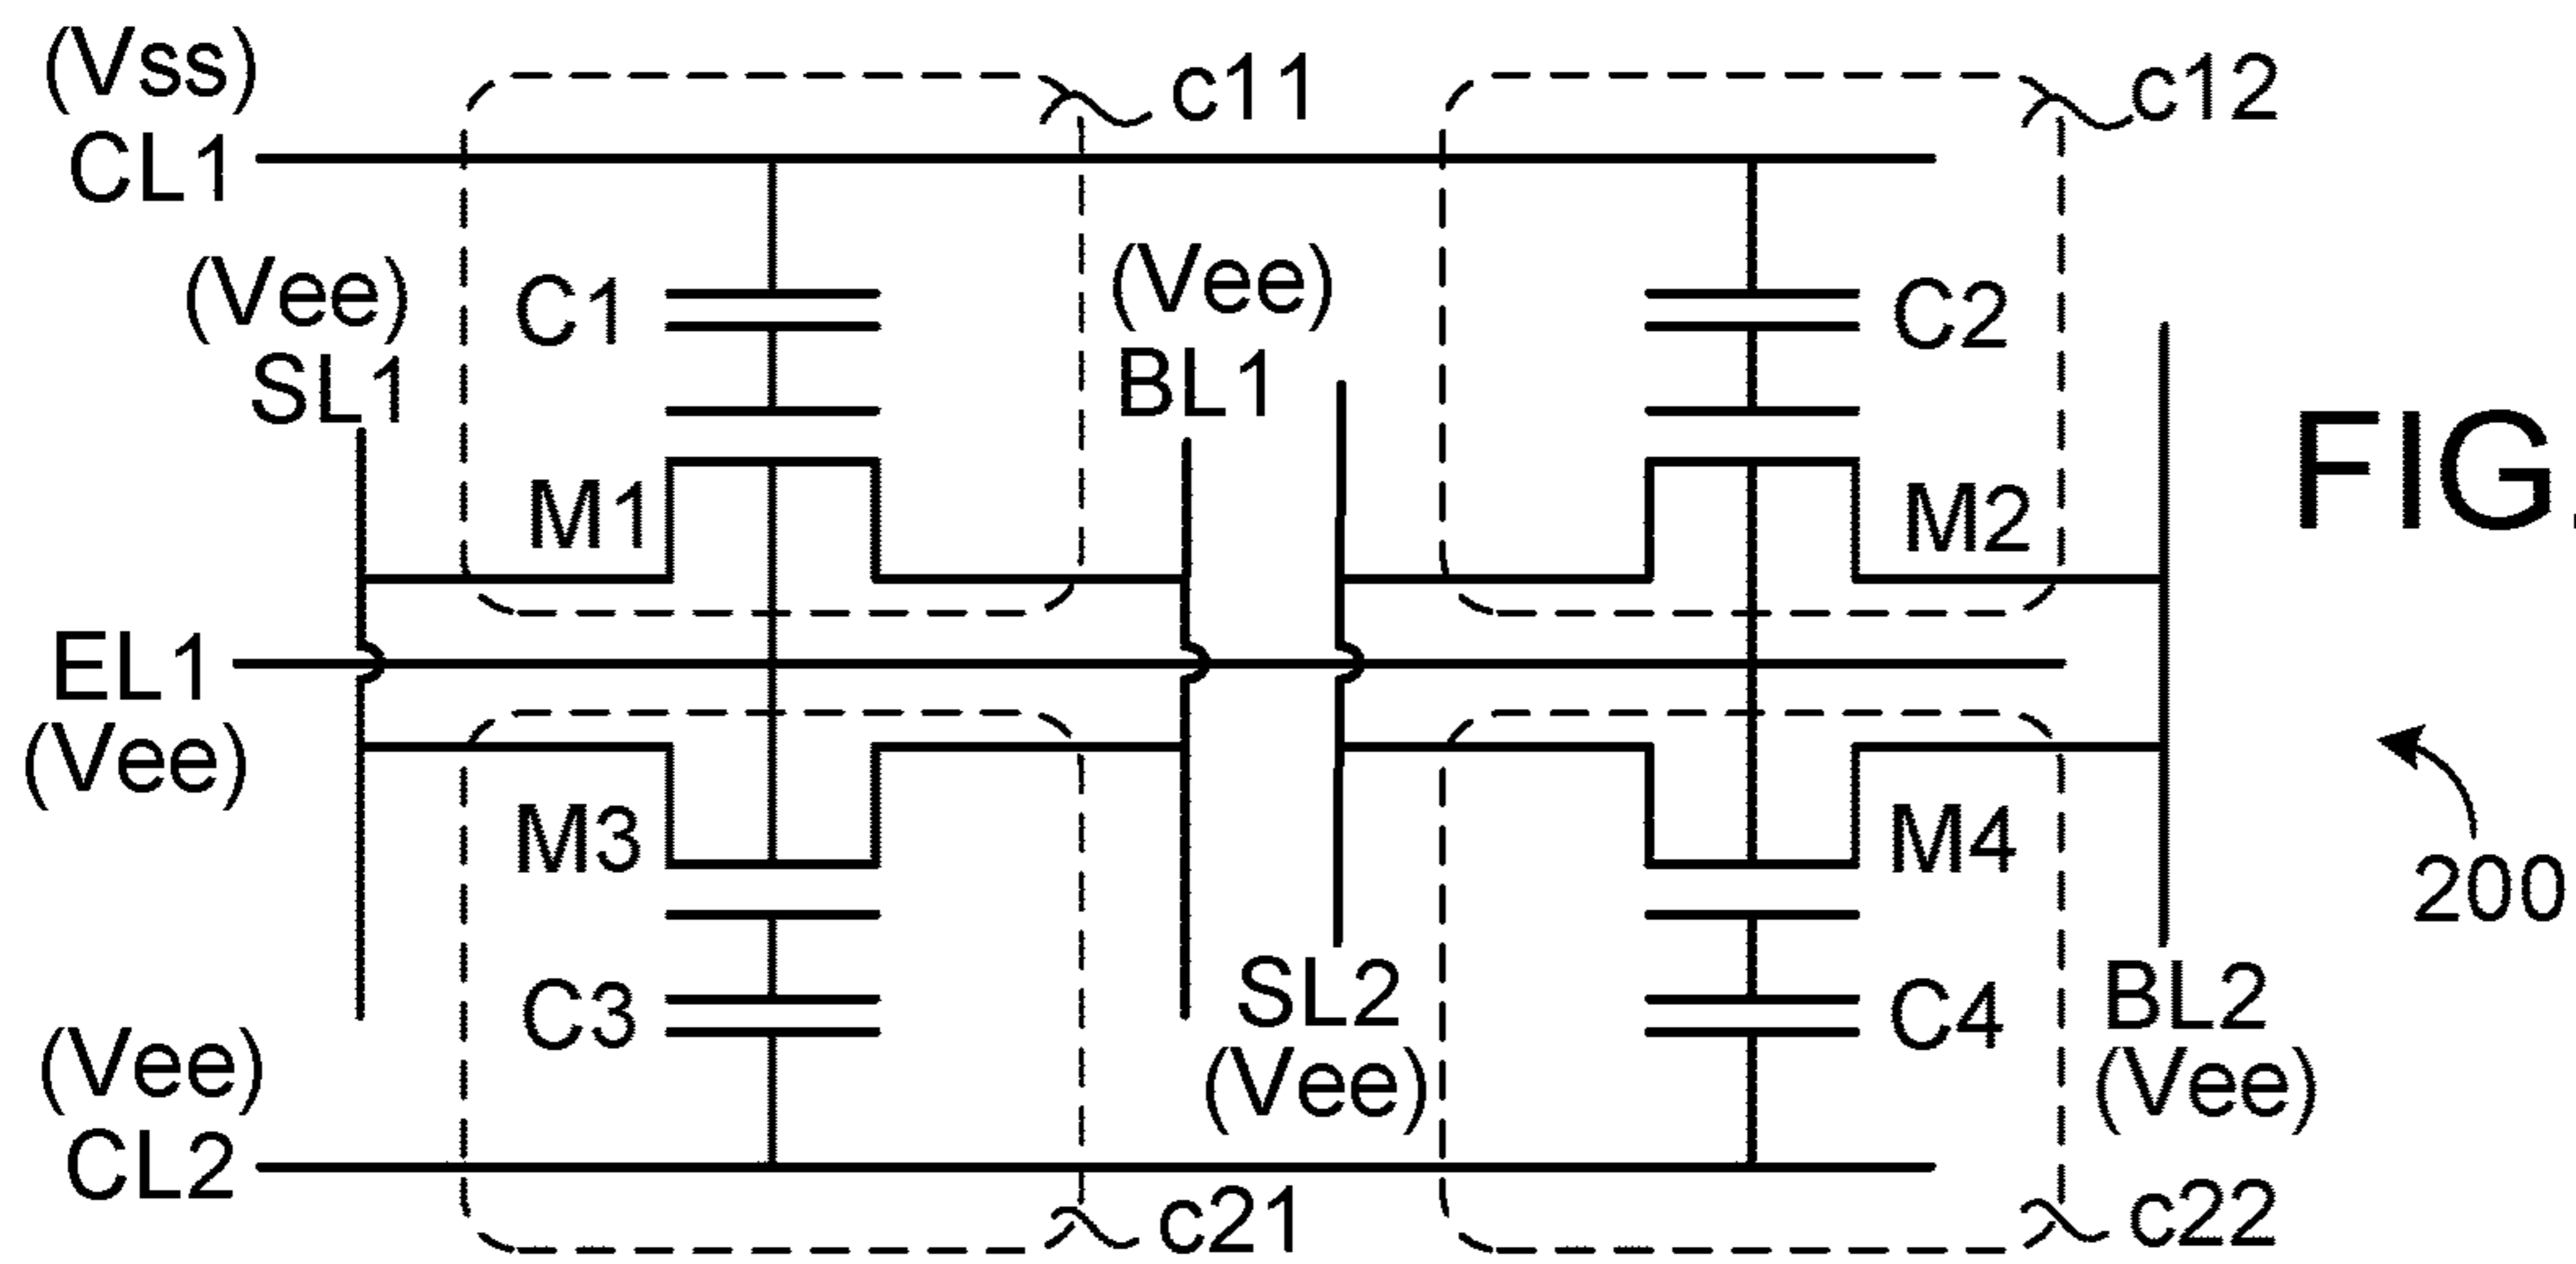 (Vss)
CL1
c11
c12
(Vee)
SL1
C1
(Vee)
BL1
C2
M1
M2
FIG.
EL1
(Vee)
M3
M4
200
C3
SL2
(Vee)
C4
BL2
(Vee)
(Vee)
CL2
c21
c22